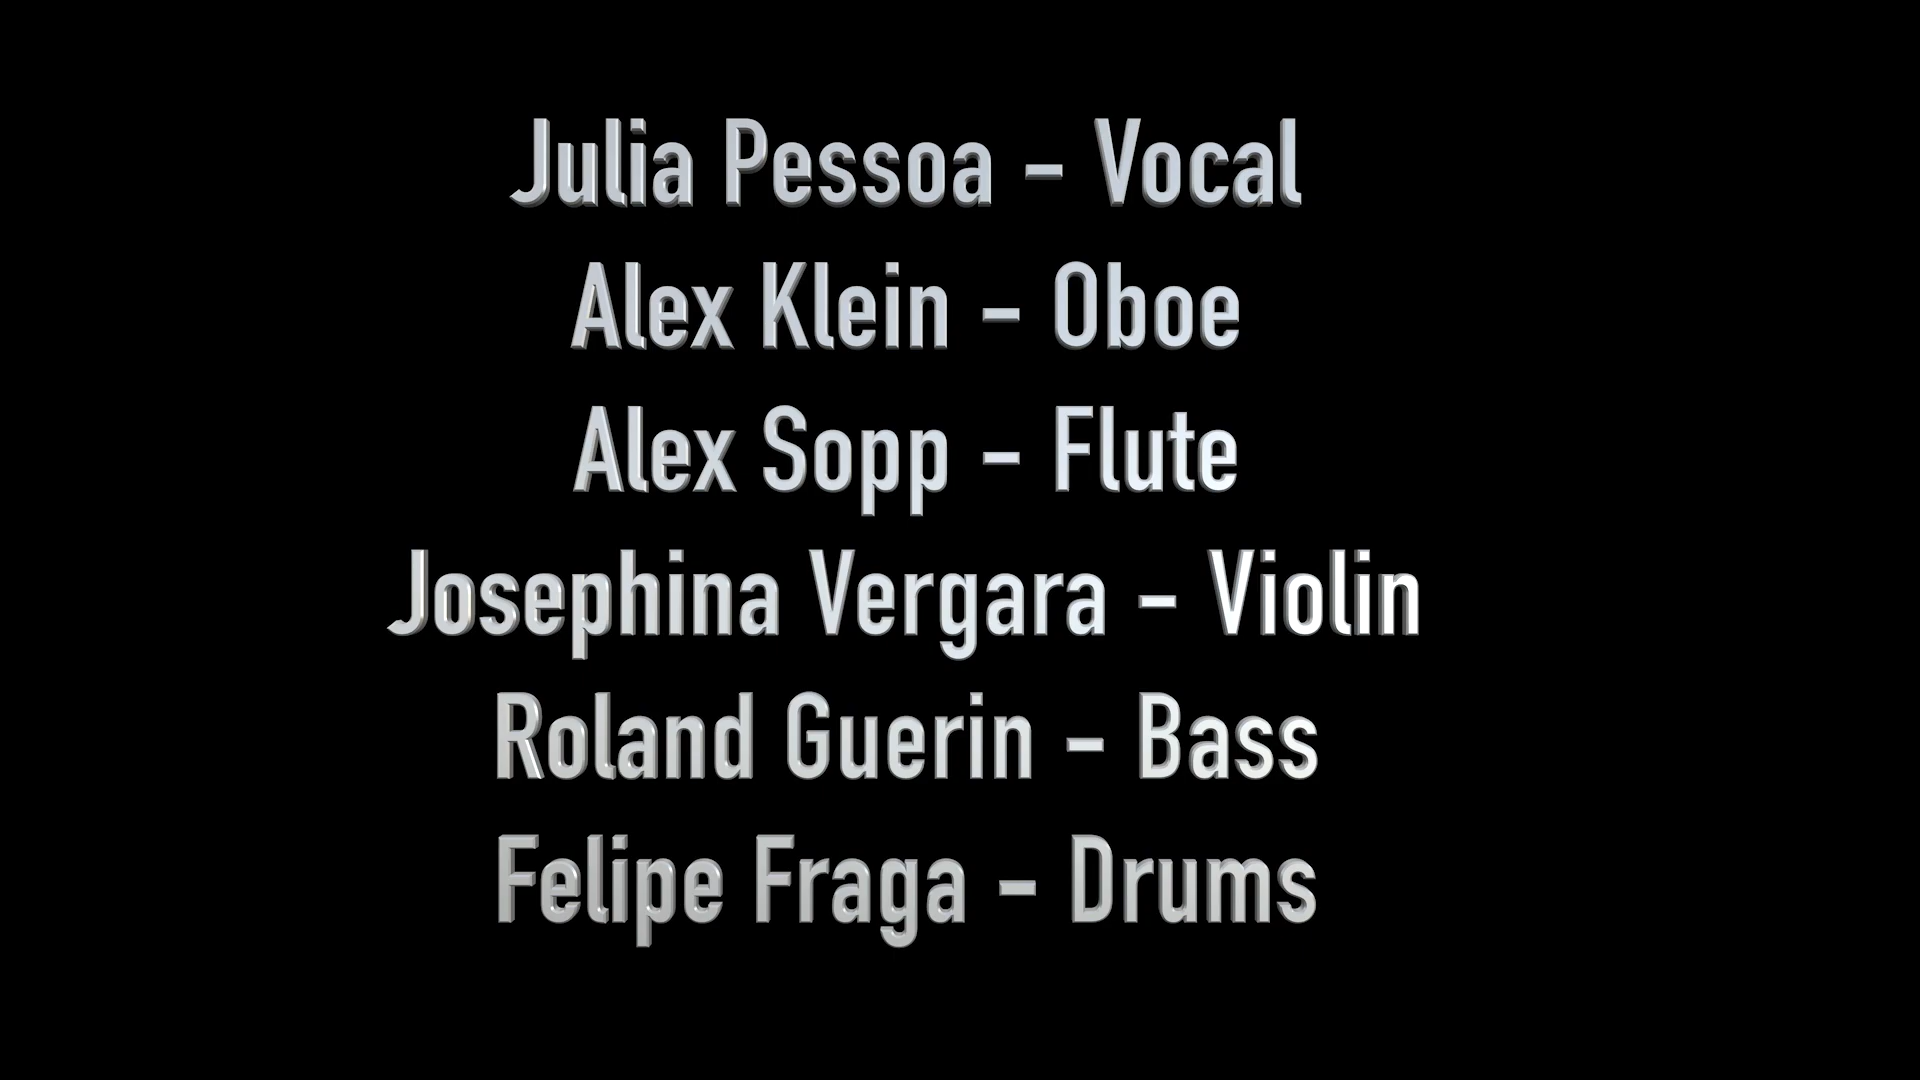 Julia Pessoa - Vocal
Alex Klein - Oboe
Alex Sopp - Flute
Josephina Vergara - Violin
Roland Guerin - Bass
Felipe Fraga - Drums